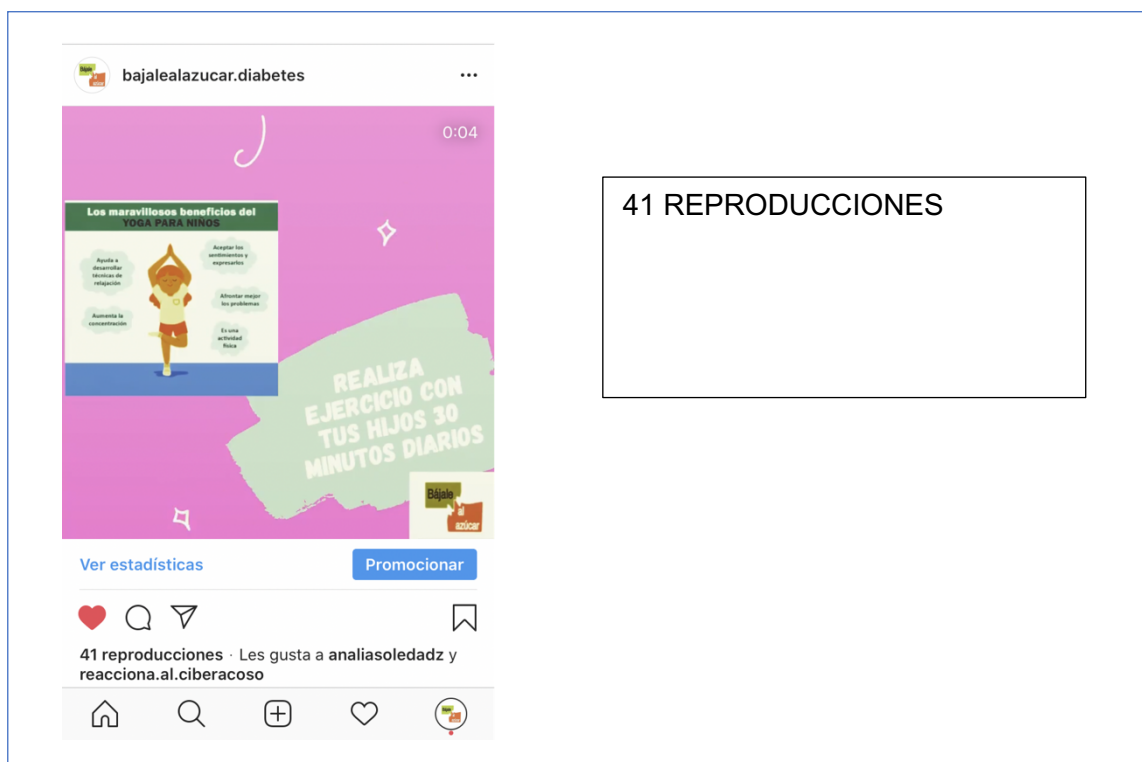 bajalealazucar.diabetes
0:04
Los maravillosos beneficios del
YOGA PARA NIÑOS
Ayuda a
desarrollar
técnicas de
relajación
Aumenta la
concentración
Aceptar los
sentimientos y
expresarlos
Afrontar mejor
los problemas
Es una
actividad
física
REALIZA
EJERCICIO CON
TUS HIJOS 30
MINUTOS DIARIOS
Bájale
al
azúcar
Ver estadísticas
Promocionar
41 reproducciones · Les gusta a analiasoledadz y
reacciona.al.ciberacoso
41 REPRODUCCIONES